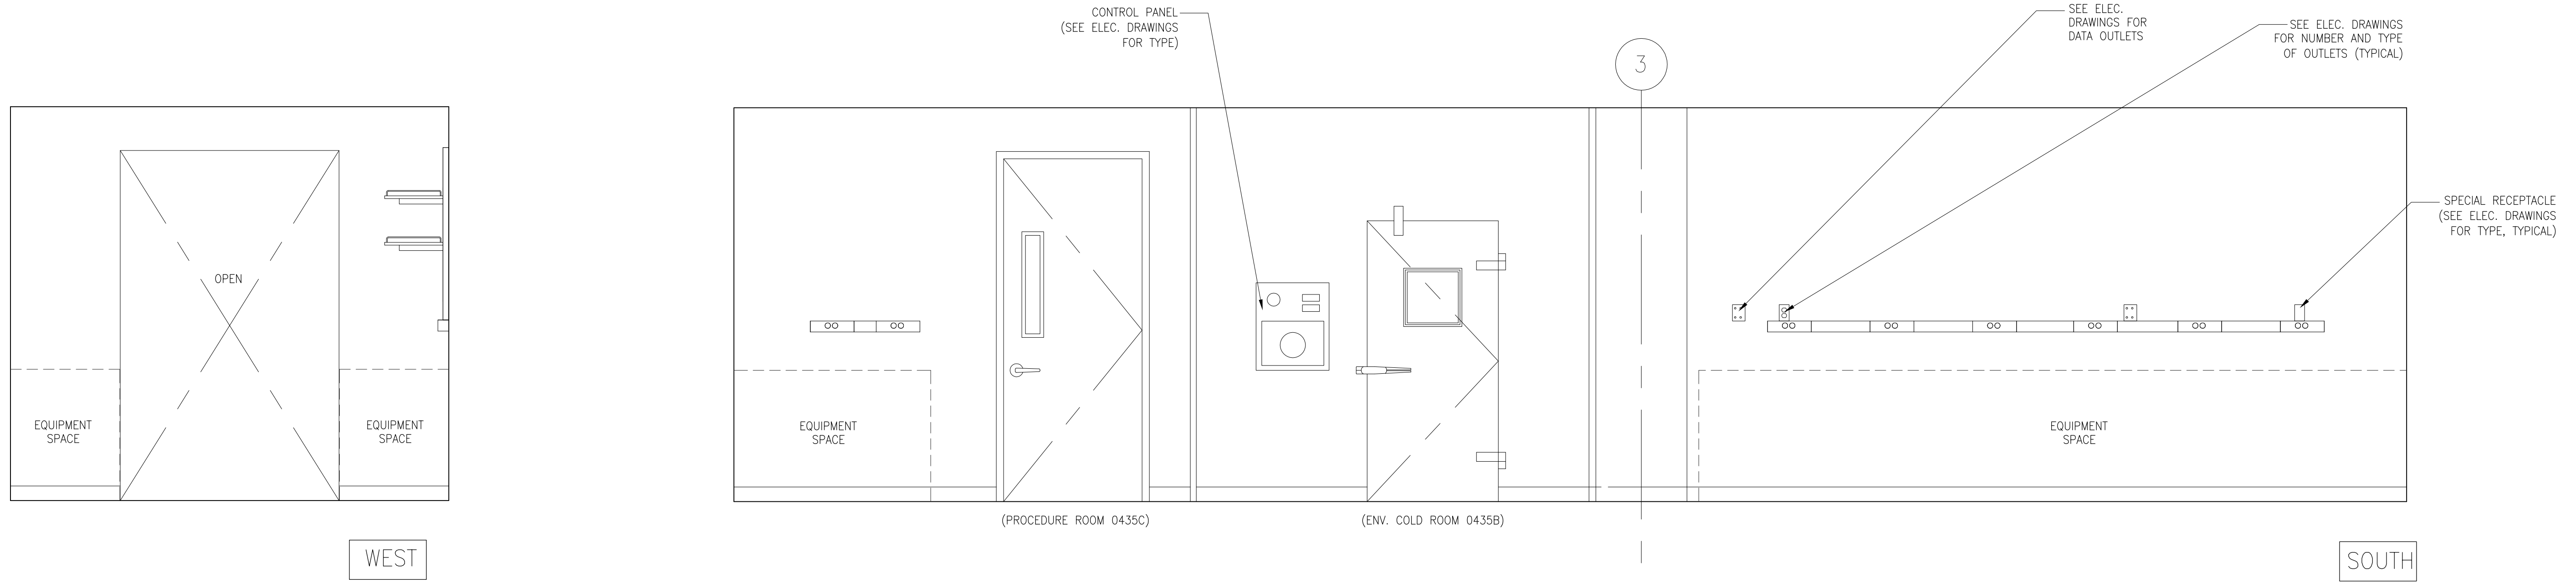 CONTROL PANEL
(SEE ELEC. DRAWINGS
FOR TYPE)
3
SEE ELEC.
DRAWINGS FOR
DATA OUTLETS
SEE ELEC. DRAWINGS
FOR NUMBER AND TYPE
OF OUTLETS (TYPICAL)
SPECIAL RECEPTACLE
(SEE ELEC. DRAWINGS
FOR TYPE, TYPICAL)
OPEN
EQUIPMENT
SPACE
EQUIPMENT
SPACE
EQUIPMENT
SPACE
EQUIPMENT
SPACE
(PROCEDURE ROOM 0435C)
(ENV. COLD ROOM 0435B)
WEST
SOUTH